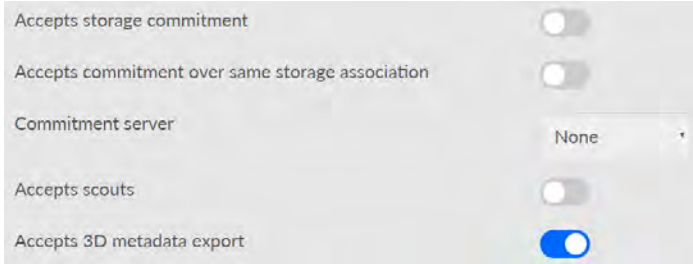 Accepts storage commitment
Accepts commitment over same storage association
Commitment server
None
Accepts scouts
Accepts 3D metadata export